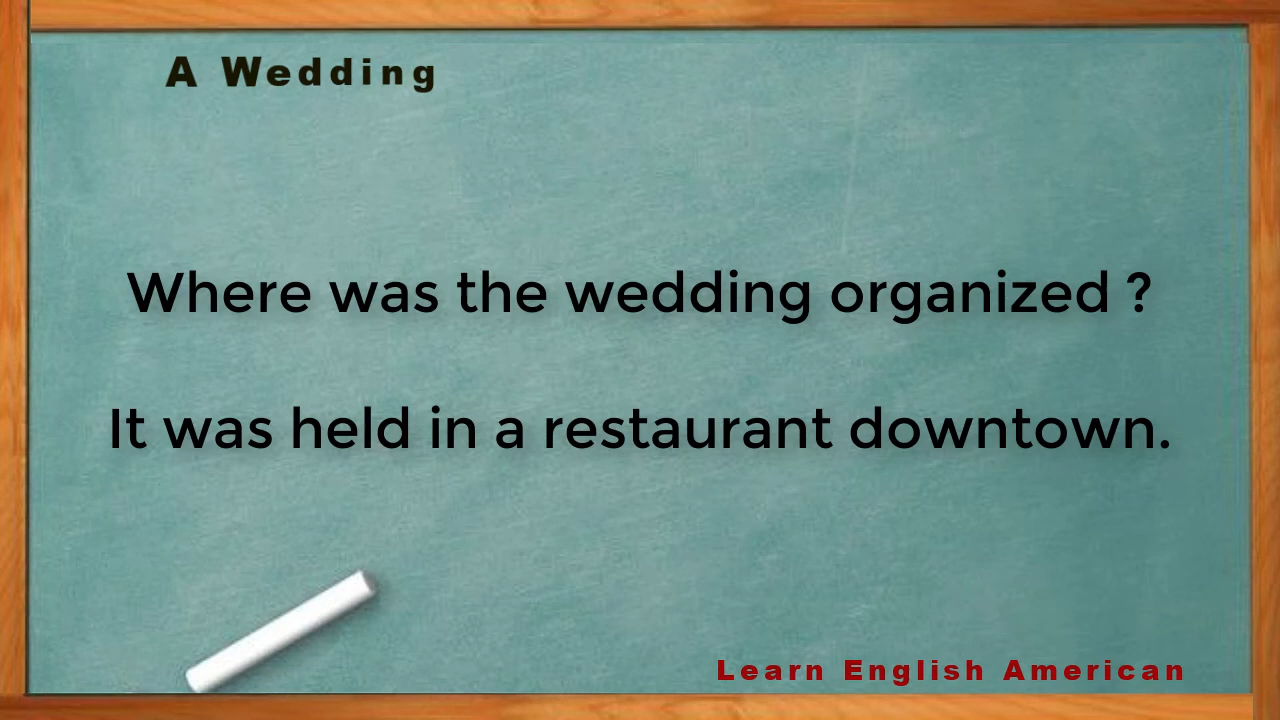 A Wedding
Where was the wedding organized ?
It was held in a restaurant downtown.
Learn English American